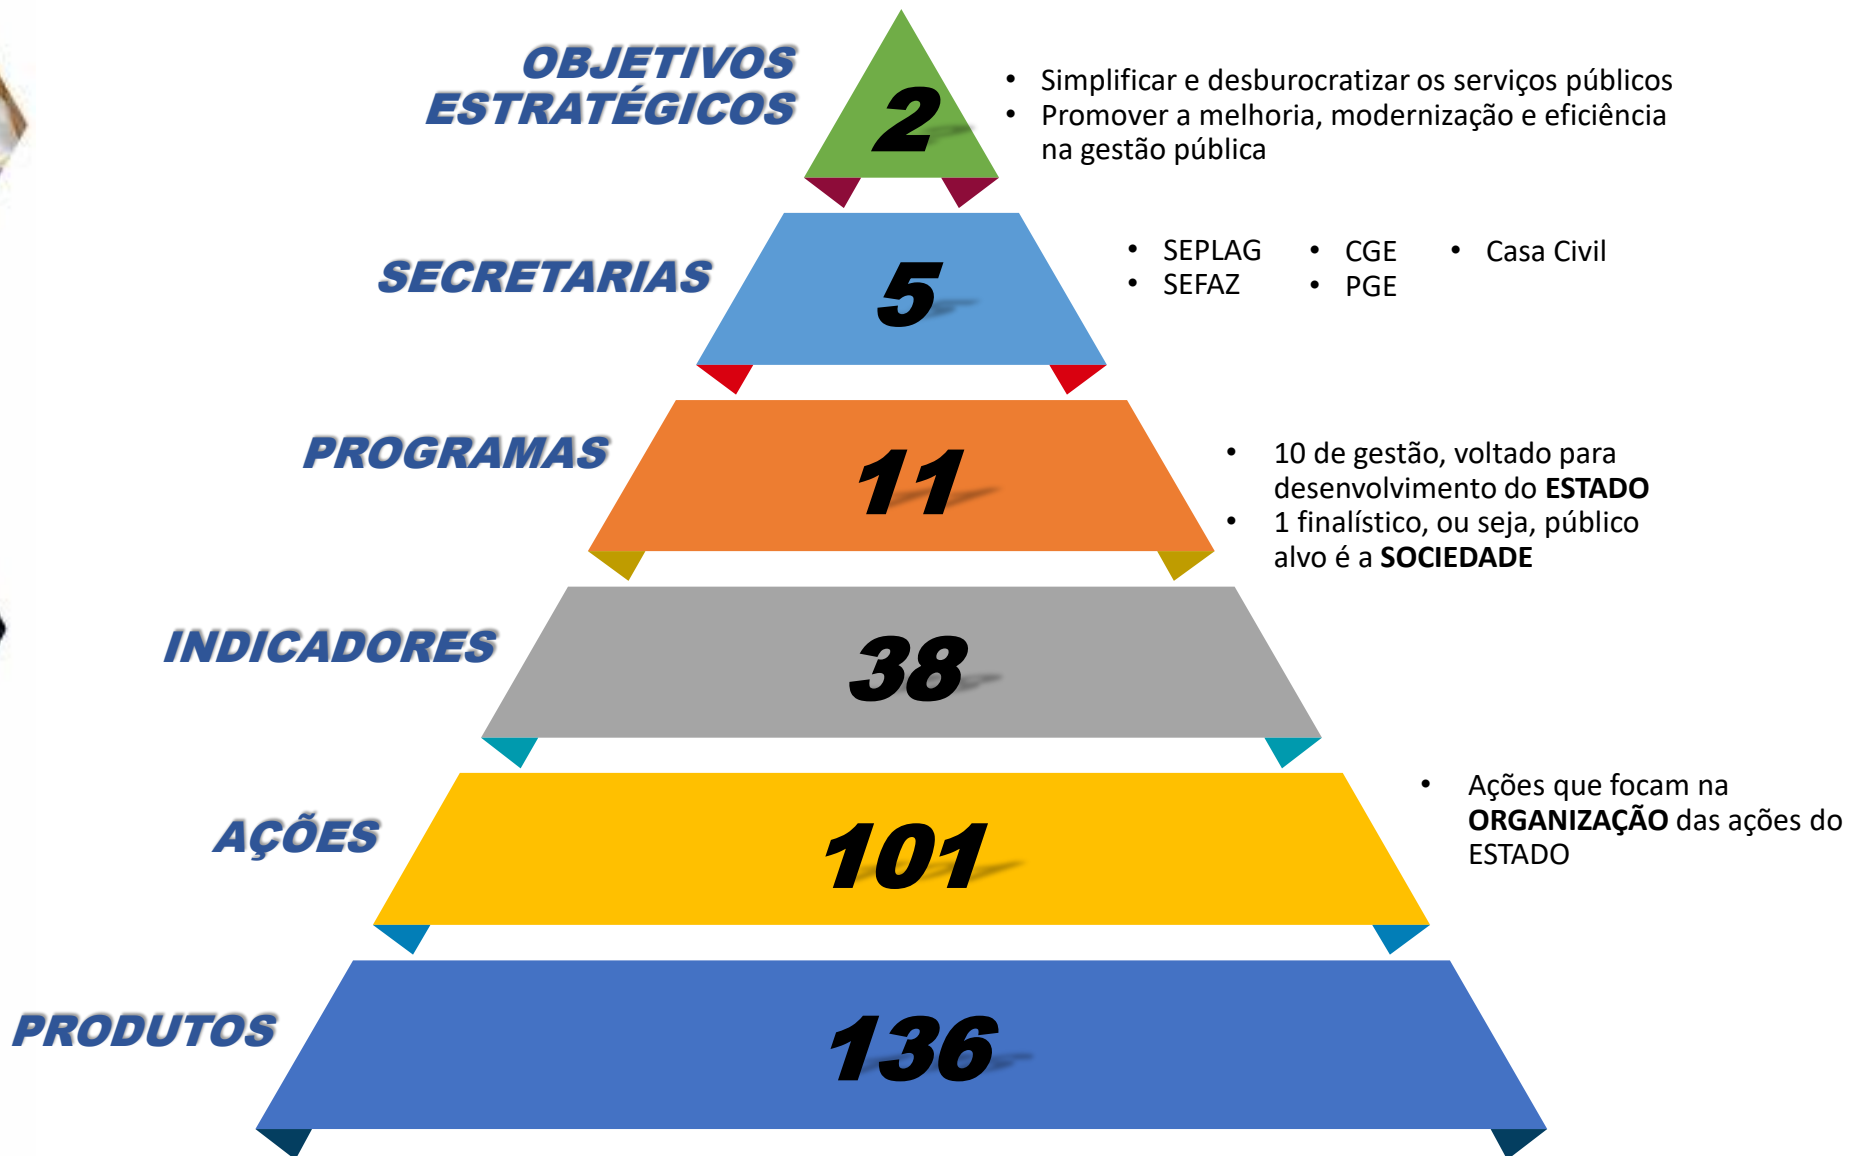 OBJETIVOS
ESTRATÉGICOS
2
• Simplificar e desburocratizar os serviços públicos
• Promover a melhoria, modernização e eficiência
na gestão pública
SECRETARIAS
5
• SEPLAG
• SEFAZ
• CGE
• PGE
• Casa Civil
PROGRAMAS
11
• 10 de gestão, voltado para
desenvolvimento do ESTADO
• 1 finalístico, ou seja, público
alvo é a SOCIEDADE
INDICADORES
38
AÇÕES
101
• Ações que focam na
ORGANIZAÇÃO das ações do
ESTADO
PRODUTOS
136